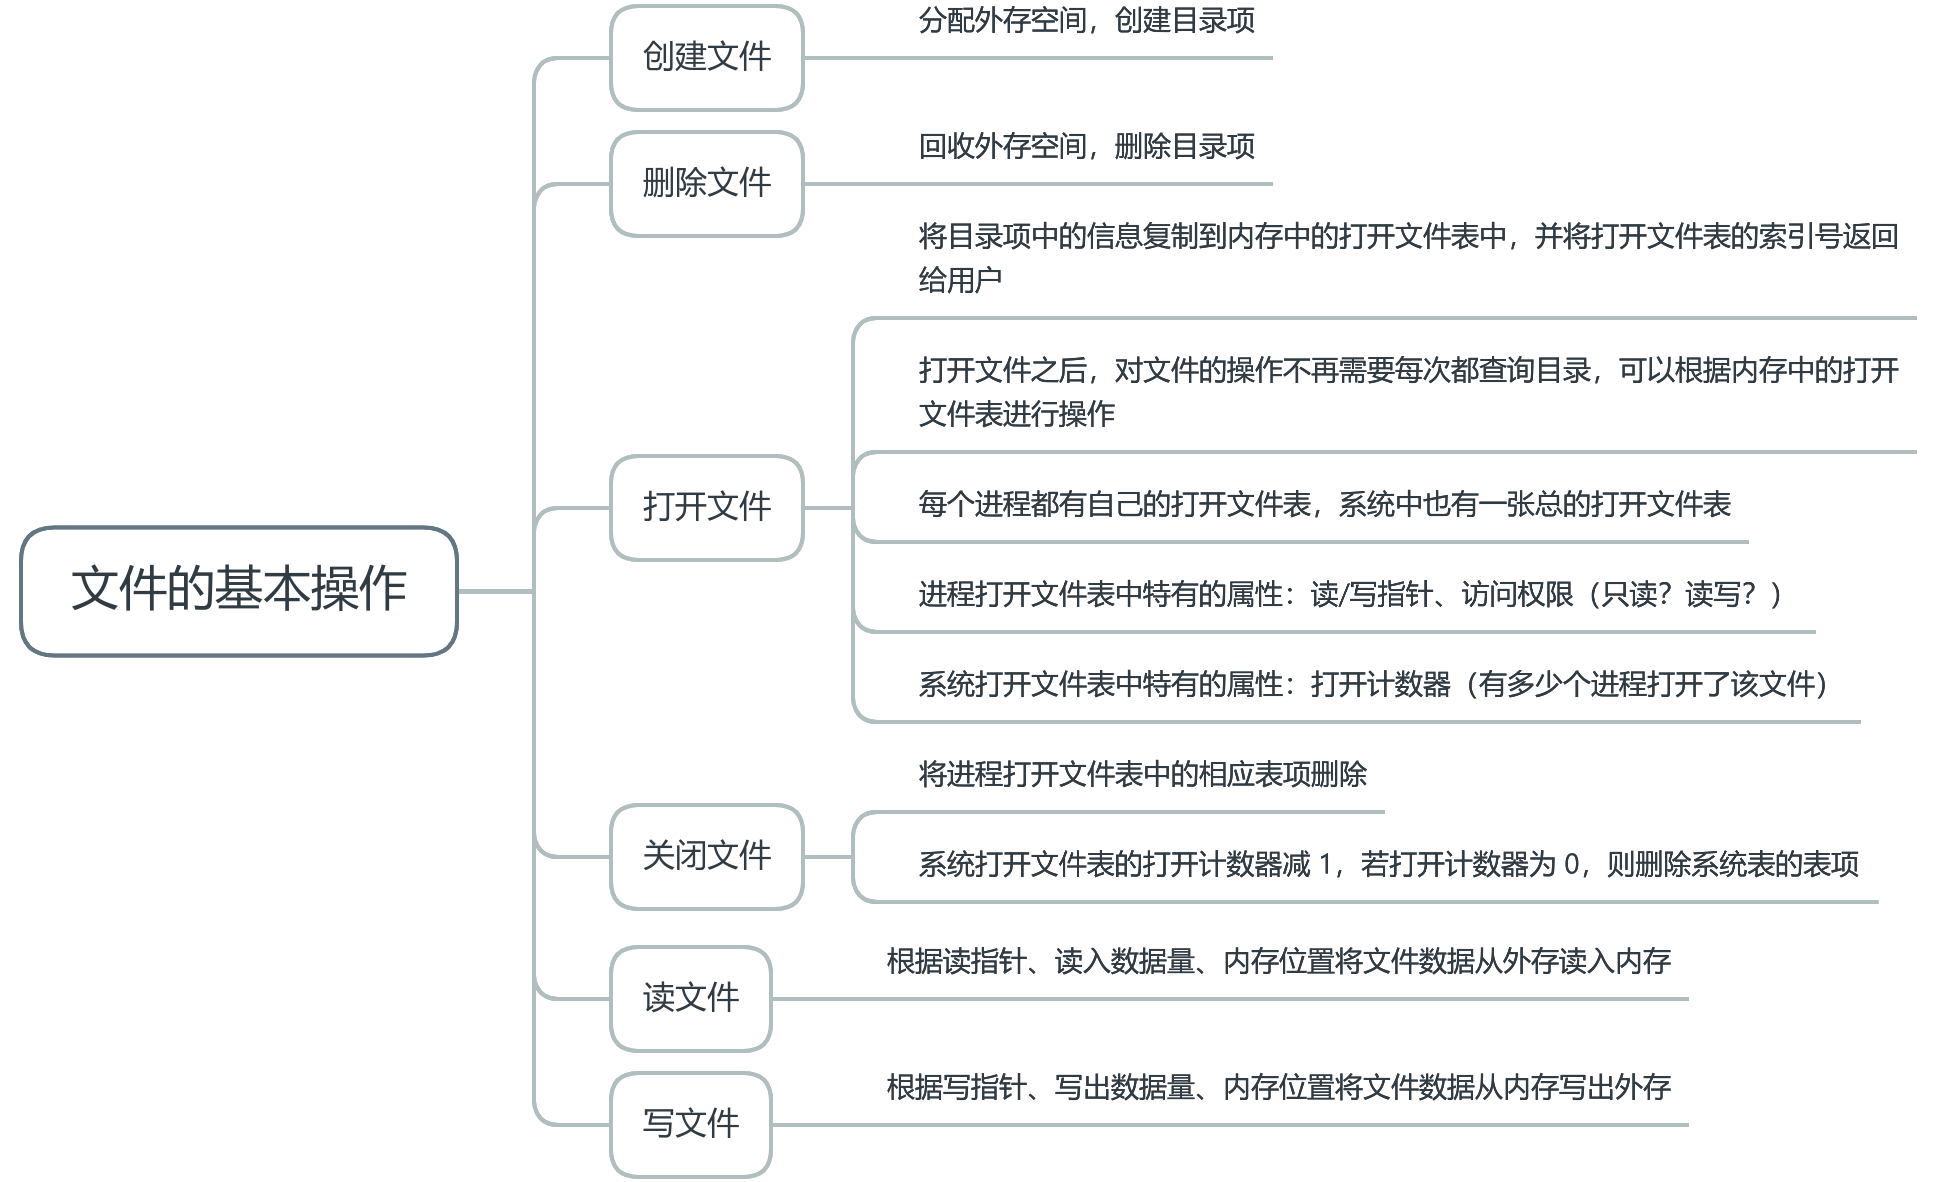 文件的基本操作
创建文件
分配外存空间，创建目录项
删除文件
回收外存空间，删除目录项
打开文件
将目录项中的信息复制到内存中的打开文件表中，并将打开文件表的索引号返回
给用户
打开文件之后，对文件的操作不再需要每次都查询目录，可以根据内存中的打开
文件表进行操作
每个进程都有自己的打开文件表，系统中也有一张总的打开文件表
进程打开文件表中特有的属性：读/写指针、访问权限（只读？读写？）
系统打开文件表中特有的属性：打开计数器（有多少个进程打开了该文件）
关闭文件
将进程打开文件表中的相应表项删除
系统打开文件表的打开计数器减 1，若打开计数器为 0，则删除系统表的表项
读文件
根据读指针、读入数据量、内存位置将文件数据从外存读入内存
写文件
根据写指针、写出数据量、内存位置将文件数据从内存写出外存